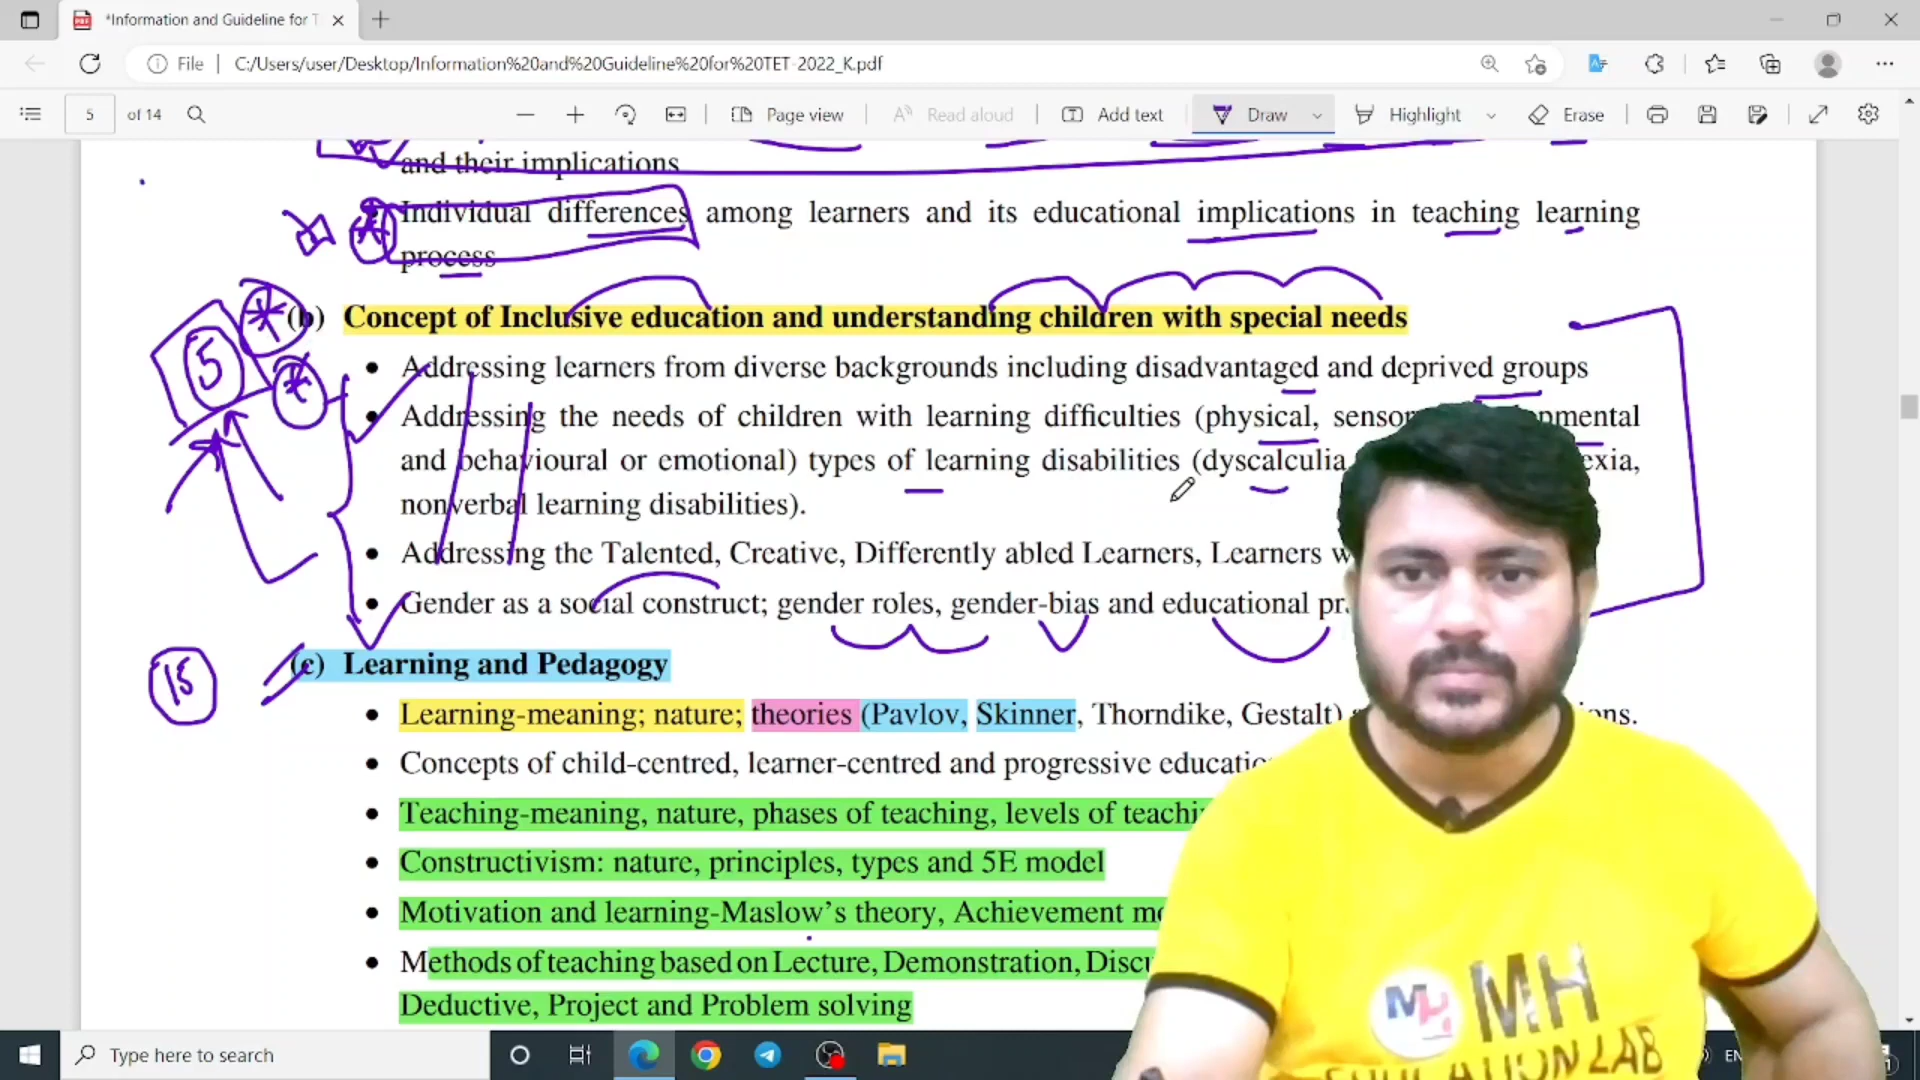 *Information and Guideline for T
File
C:/Users/user/Desktop/Information%20and%20Guideline%20for%20TET-2022_K.pdf
5 of 14
Page view
Read aloud
Add text
Draw
Highlight
Erase
and their implications
Individual differences among learners and its educational implications in teaching learning
process
5
(b) Concept of Inclusive education and understanding children with special needs
• Addressing learners from diverse backgrounds including disadvantaged and deprived groups
• Addressing the needs of children with learning difficulties (physical,
and behavioural or emotional) types of learning disabilities (dyscalculia
nonverbal learning disabilities).
• Addressing the Talented, Creative, Differently abled Learners, Learners
• Gender as a social construct; gender roles, gender-bias and educational
15
(c) Learning and Pedagogy
• Learning-meaning; nature; theories (Pavlov, Skinner, Thorndike, Gestalt)
• Concepts of child-centred, learner-centred and progressive
• Teaching-meaning, nature, phases of teaching, levels of
• Constructivism: nature, principles, types and 5E model
• Motivation and learning-Maslow's theory, Achievement
• Methods of teaching based on Lecture, Demonstration,
Deductive, Project and Problem solving
MH
EDUCATION LAB
Type here to search